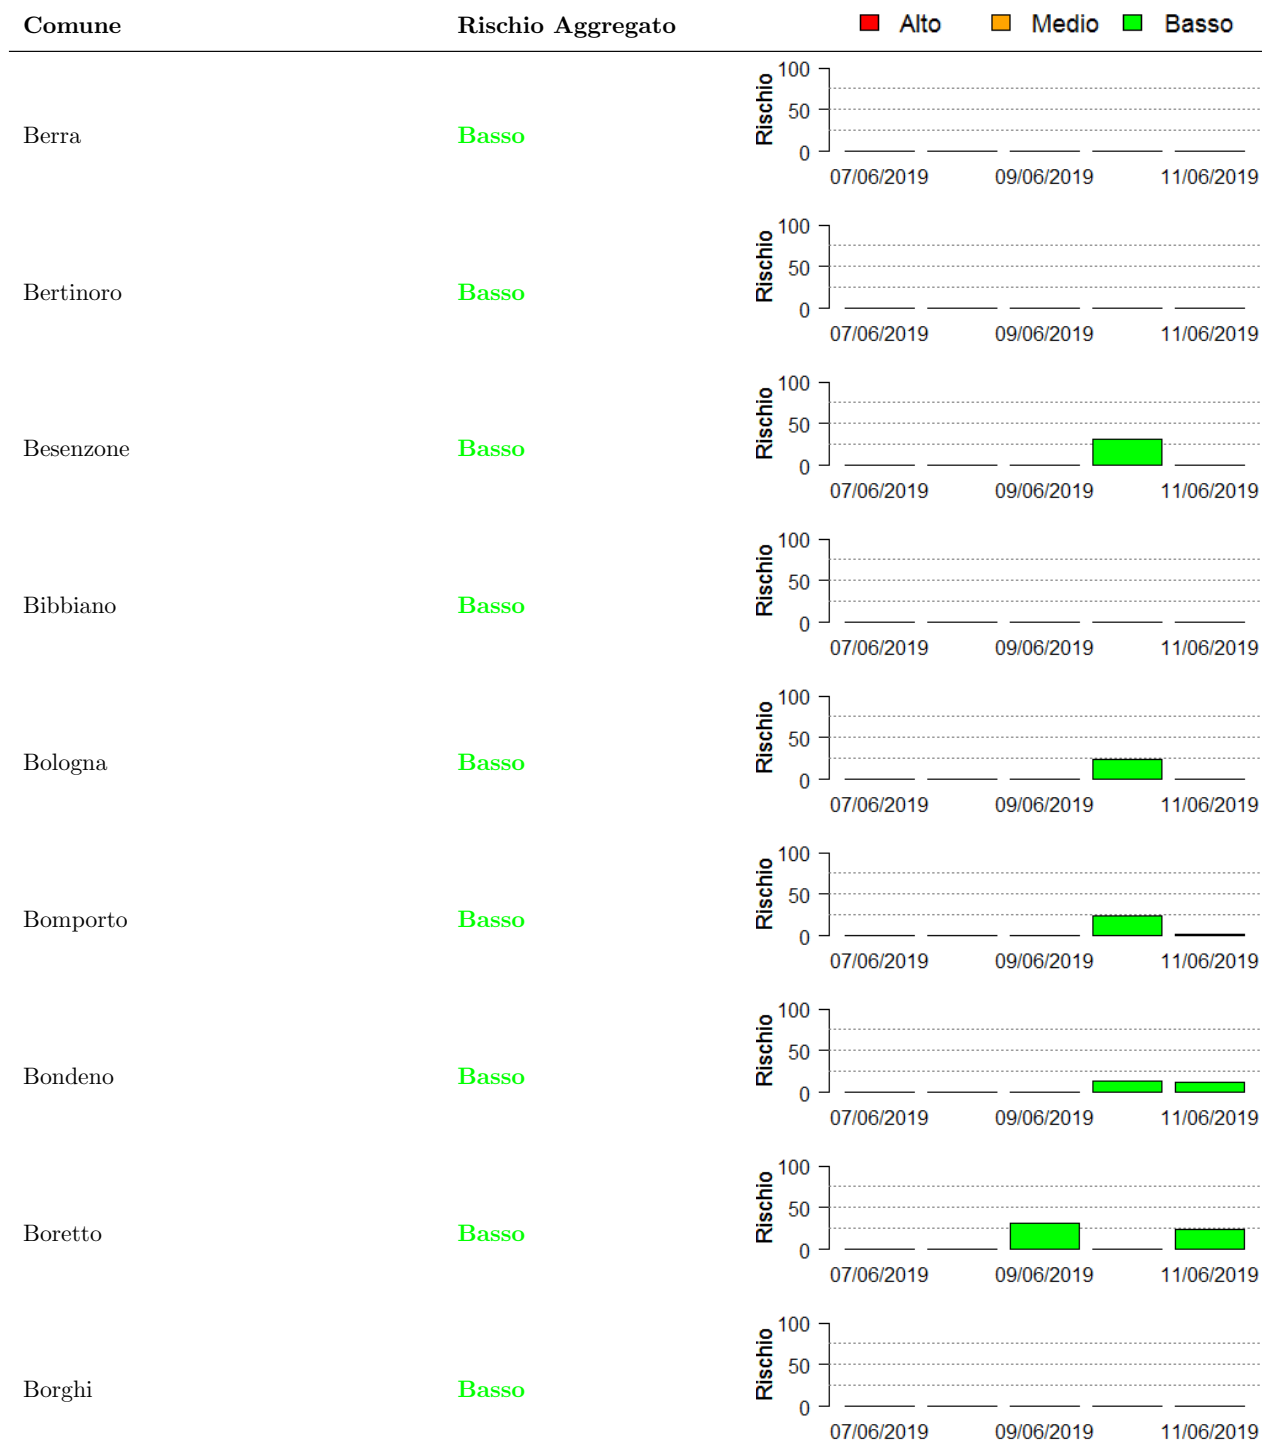 Comune Rischio Aggregato Alto Medio Basso
Berra Basso Rischio 100 50 0
07/06/2019 09/06/2019 11/06/2019
Bertinoro Basso Rischio 100 50 0
07/06/2019 09/06/2019 11/06/2019
Besenzone Basso Rischio 100 50 0
07/06/2019 09/06/2019 11/06/2019
Bibbiano Basso Rischio 100 50 0
07/06/2019 09/06/2019 11/06/2019
Bologna Basso Rischio 100 50 0
07/06/2019 09/06/2019 11/06/2019
Bomporto Basso Rischio 100 50 0
07/06/2019 09/06/2019 11/06/2019
Bondeno Basso Rischio 100 50 0
07/06/2019 09/06/2019 11/06/2019
Boretto Basso Rischio 100 50 0
07/06/2019 09/06/2019 11/06/2019
Borghi Basso Rischio 100 50 0
07/06/2019 09/06/2019 11/06/2019